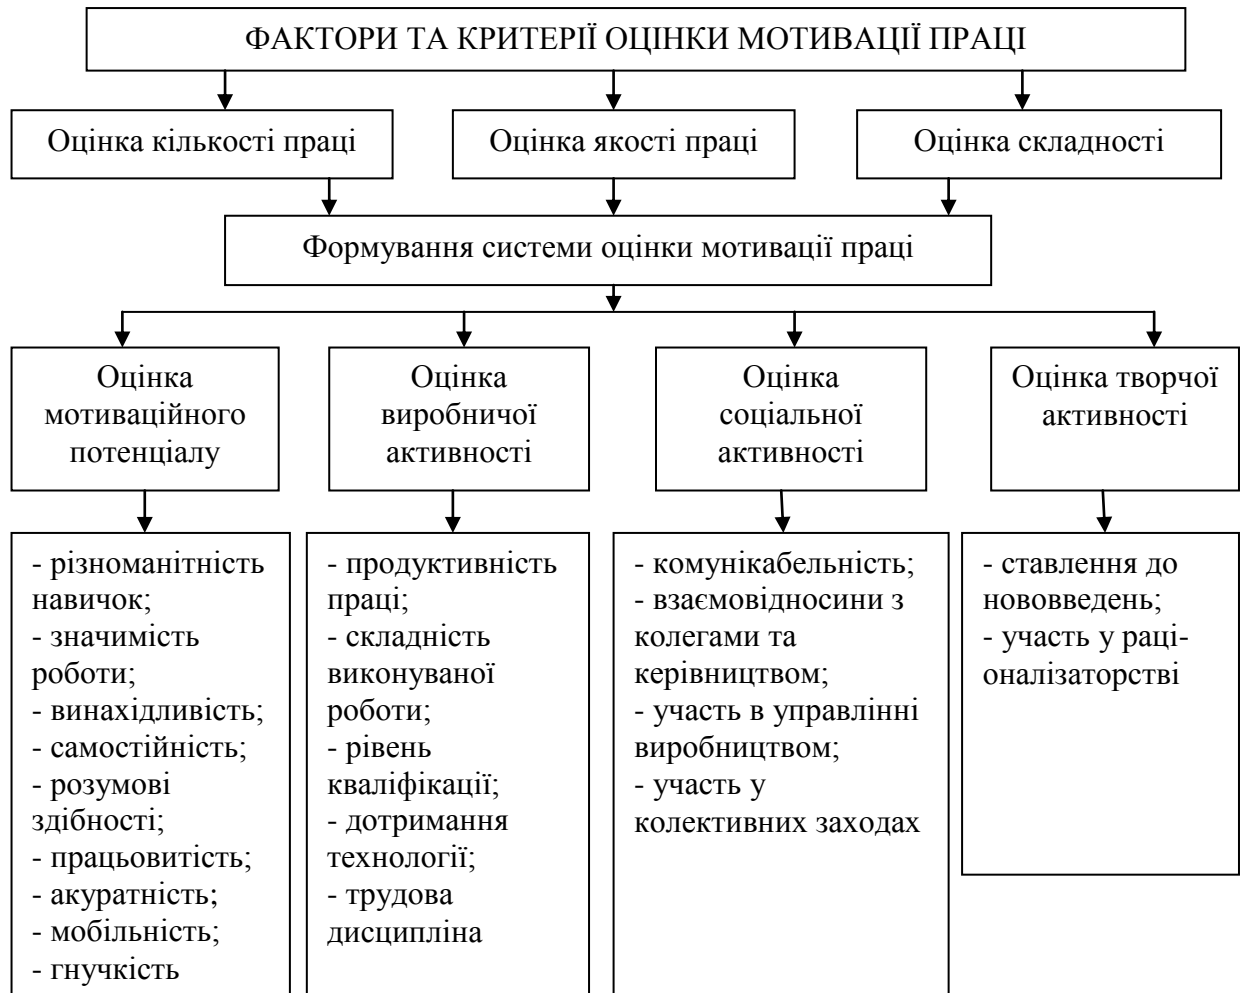 ФАКТОРИ ТА КРИТЕРІЇ ОЦІНКИ МОТИВАЦІЇ ПРАЦІ
Оцінка кількості праці
Оцінка якості праці
Оцінка складності
Формування системи оцінки мотивації праці
Оцінка
мотиваційного
потенціалу
Оцінка
виробничої
активності
Оцінка
соціальної
активності
Оцінка творчої
активності
- різноманітність
навичок;
- значимість
роботи;
- винахідливість;
- самостійність;
- розумові
здібності;
- працьовитість;
- акуратність;
- мобільність;
- гнучкість
- продуктивність
праці;
- складність
виконуваної
роботи;
- рівень
кваліфікації;
- дотримання
технології;
- трудова
дисципліна
- комунікабельність;
- взаємовідносини з
колегами та
керівництвом;
- участь в управлінні
виробництвом;
- участь у
колективних заходах
- ставлення до
нововведень;
- участь у раці-
оналізаторстві